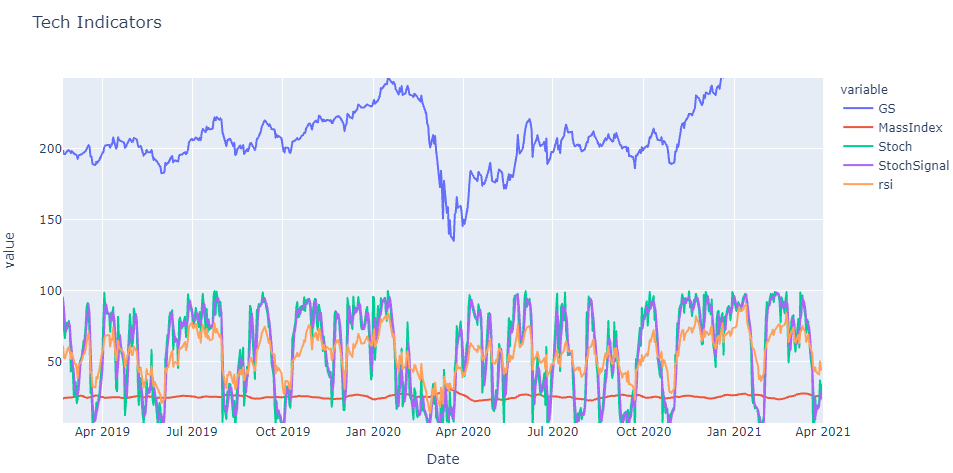 Tech Indicators
variable
GS
MassIndex
Stoch
StochSignal
rsi
200
150
100
50
value
Apr 2019
Jul 2019
Oct 2019
Jan 2020
Apr 2020
Jul 2020
Oct 2020
Jan 2021
Apr 2021
Date